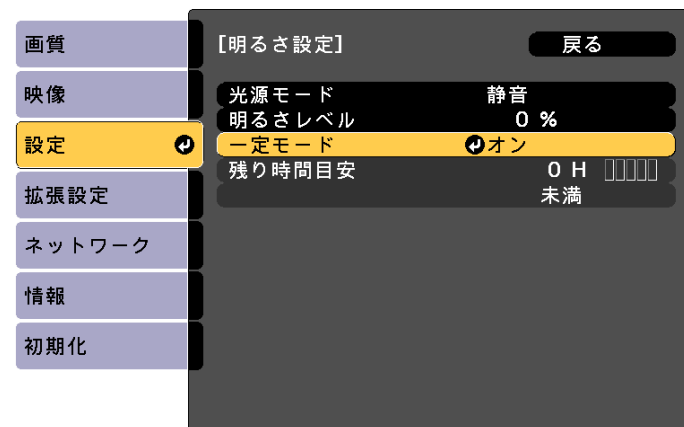 画質
映像
設定
拡張設定
ネットワーク
情報
初期化
[明るさ設定] 戻る
光源モード 静音
明るさレベル 0 %
一定モード オン
残り時間目安 0 H
未満